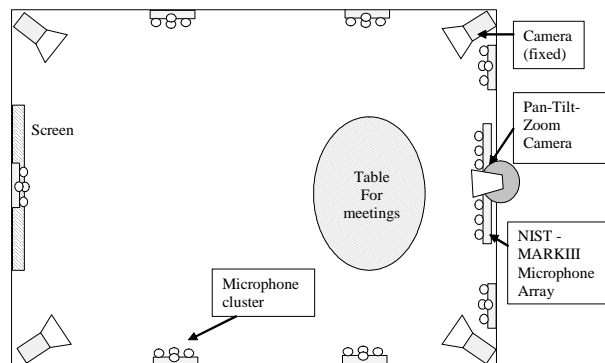 Camera
(fixed)
Screen
Pan-Tilt-
Zoom
Camera
Table
For
meetings
NIST -
MARKIII
Microphone
Array
Microphone
cluster